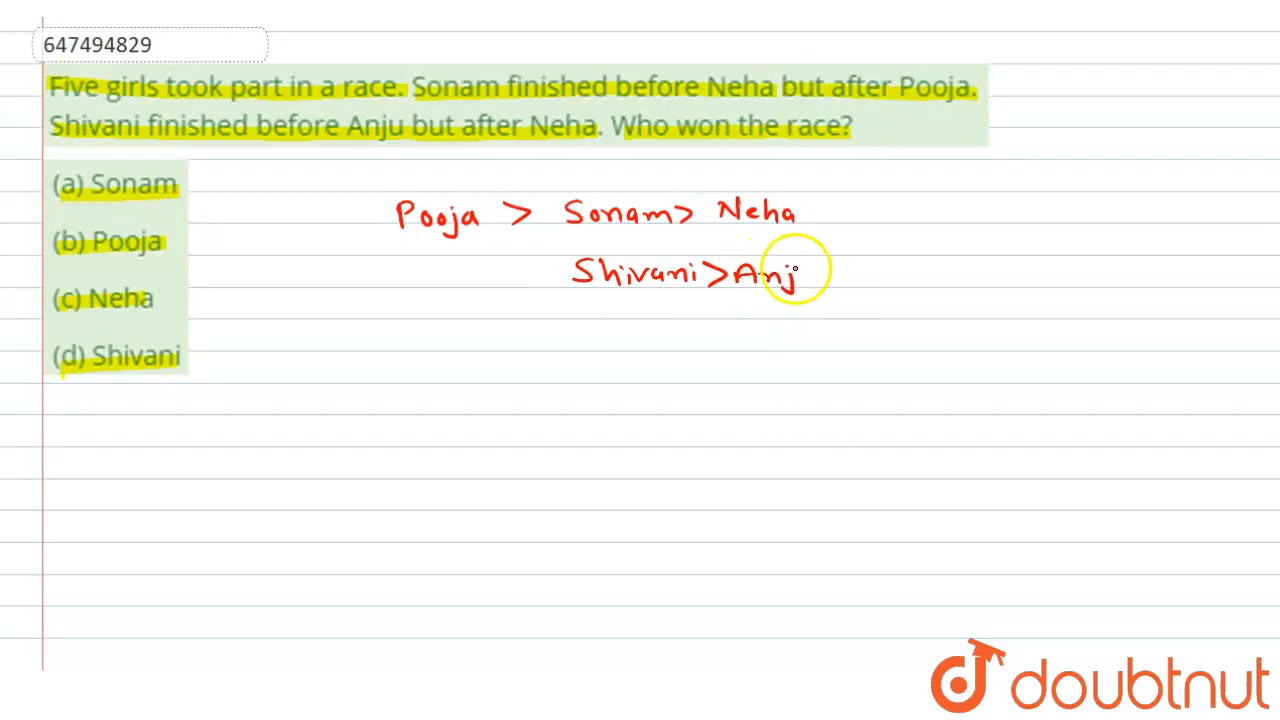 647494829
Five girls took part in a race. Sonam finished before Neha but after Pooja.
Shivani finished before Anju but after Neha. Who won the race?
(a) Sonam
(b) Pooja
(c) Neha
(d) Shivani
Pooja > Sonam> Neha
Shivani>Anj
doubtnut